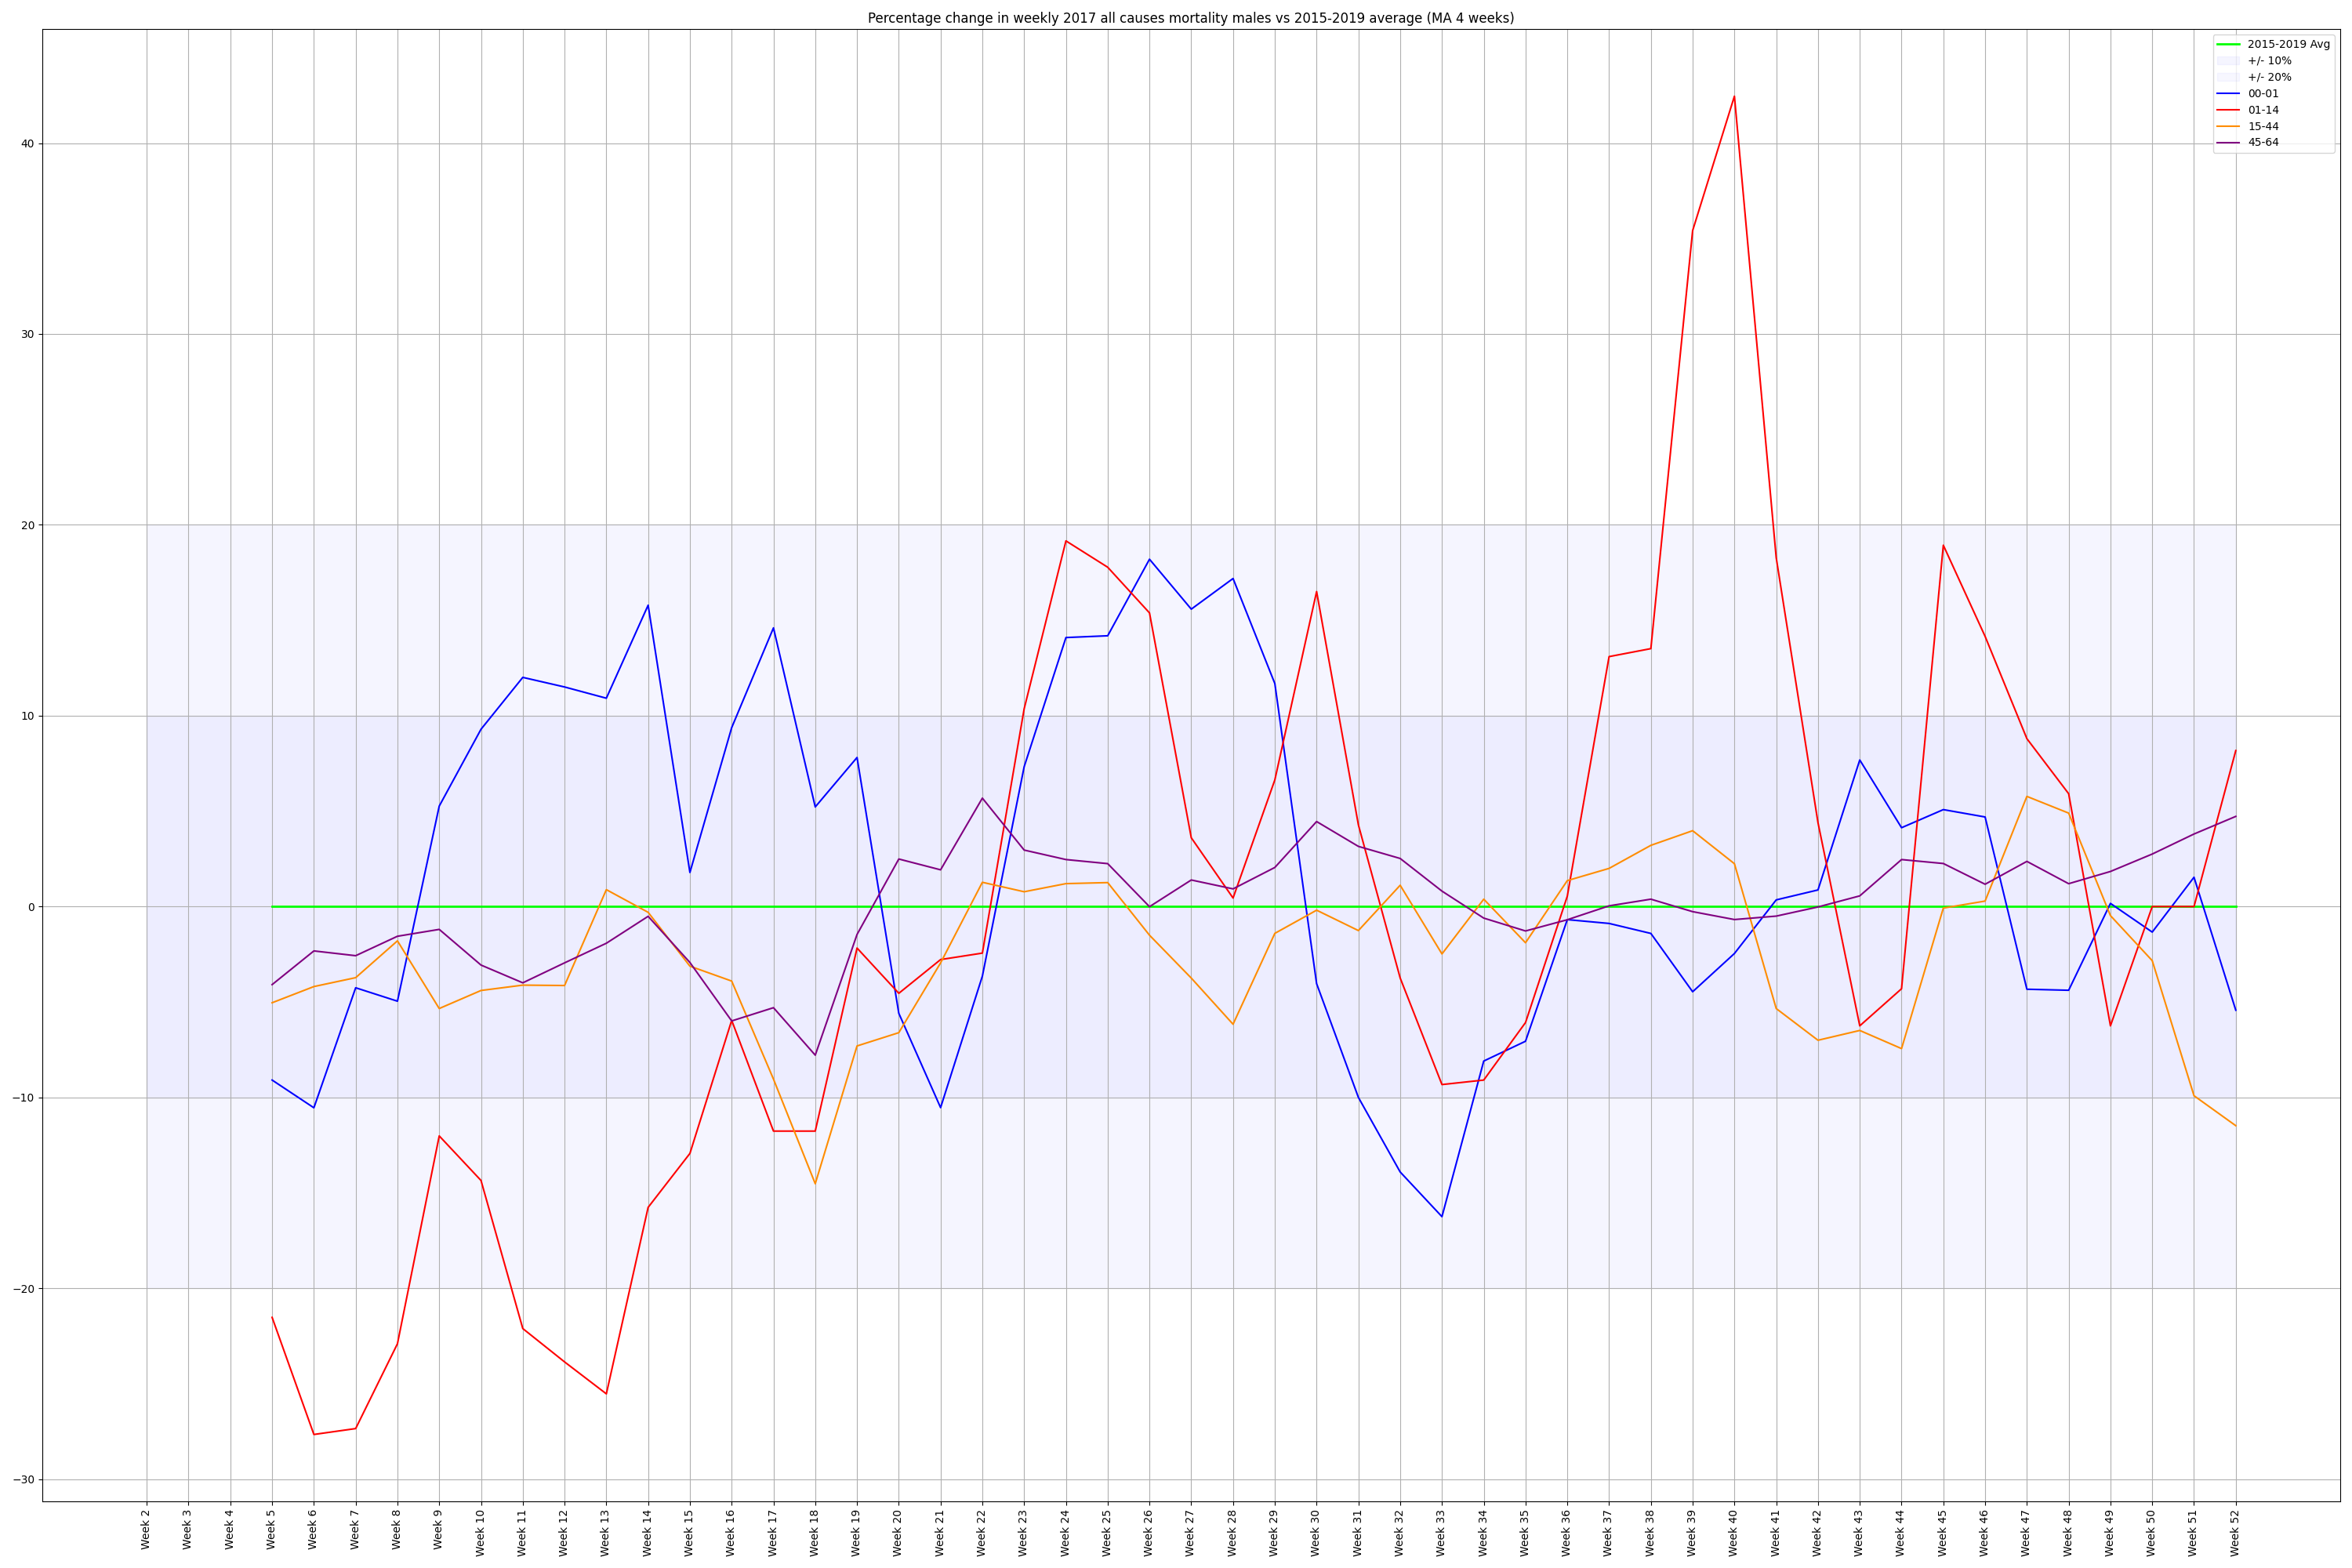 Percentage change in weekly 2017 all causes mortality males vs 2015-2019 average (MA 4 weeks)
2015-2019 Avg
+/- 10%
+/- 20%
00-01
01-14
15-44
45-64
40
30
20
10
0
−10
−20
−30
Week 2
Week 3
Week 4
Week 5
Week 6
Week 7
Week 8
Week 9
Week 10
Week 11
Week 12
Week 13
Week 14
Week 15
Week 16
Week 17
Week 18
Week 19
Week 20
Week 21
Week 22
Week 23
Week 24
Week 25
Week 26
Week 27
Week 28
Week 29
Week 30
Week 31
Week 32
Week 33
Week 34
Week 35
Week 36
Week 37
Week 38
Week 39
Week 40
Week 41
Week 42
Week 43
Week 44
Week 45
Week 46
Week 47
Week 48
Week 49
Week 50
Week 51
Week 52